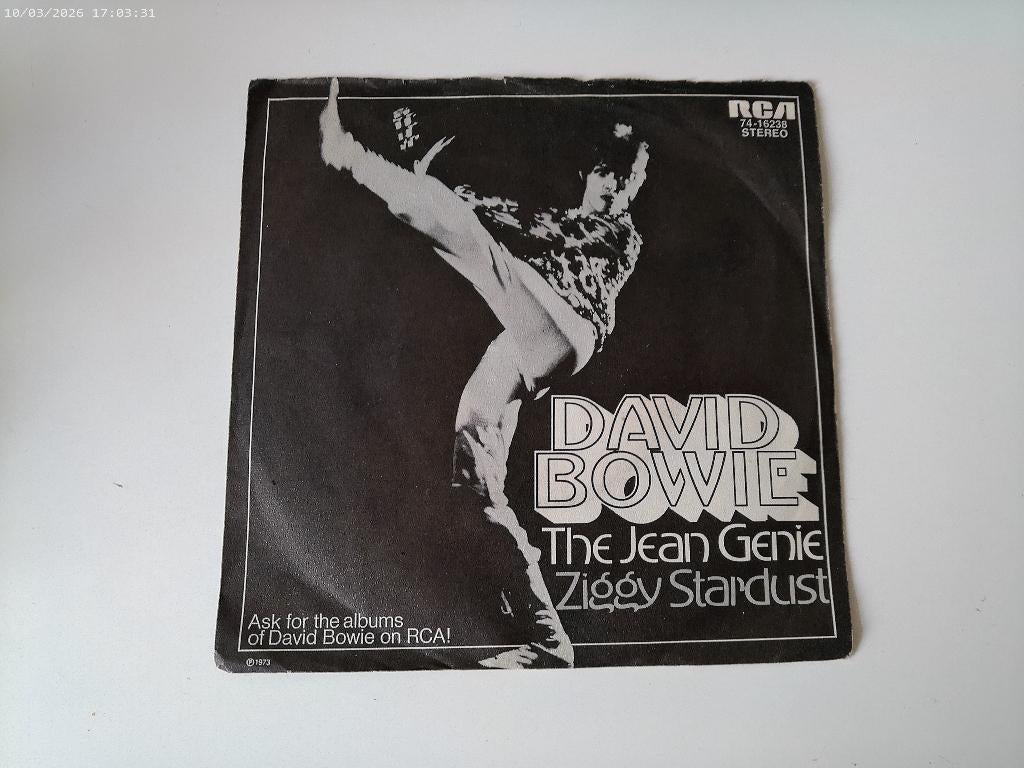 10/03/2026 17:03:31
RCA
74-16238
STEREO
DAVID
BOWIE
The Jean Genie
Ziggy Stardust
Ask for the albums
of David Bowie on RCA!
℗1973